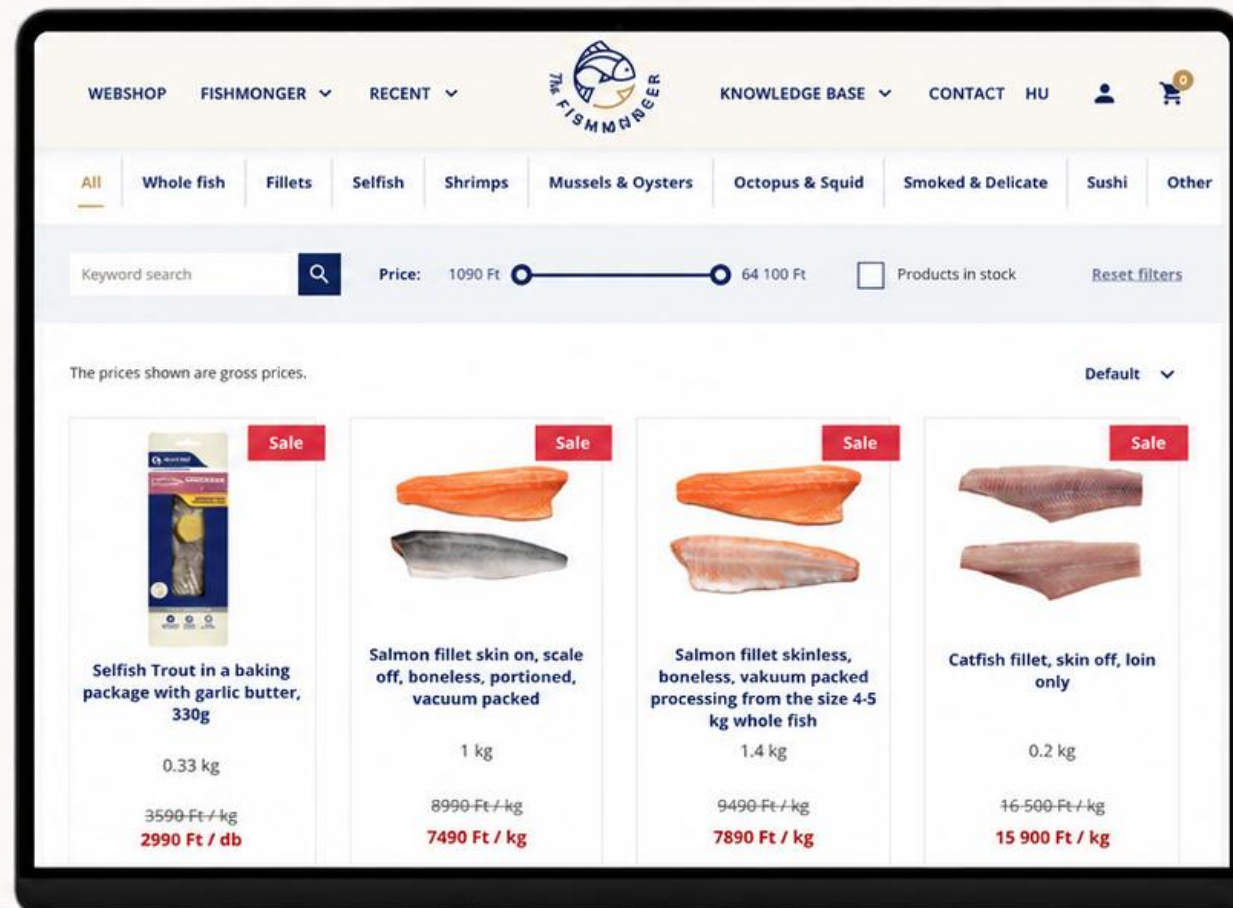 WEBSHOP FISHMONGER RECENT The FISHMONGER KNOWLEDGE BASE CONTACT HU 0
All Whole fish Fillets Selfish Shrimps Mussels & Oysters Octopus & Squid Smoked & Delicate Sushi Other
Keyword search Price: 1090 Ft 64 100 Ft Products in stock Reset filters
The prices shown are gross prices. Default
Sale
Selfish Trout in a baking
package with garlic butter,
330g
0.33 kg
3590 Ft / kg
2990 Ft / db
Sale
Salmon fillet skin on, scale
off, boneless, portioned,
vacuum packed
1 kg
8990 Ft / kg
7490 Ft / kg
Sale
Salmon fillet skinless,
boneless, vakuum packed
processing from the size 4-5
kg whole fish
1.4 kg
9490 Ft / kg
7890 Ft / kg
Sale
Catfish fillet, skin off, loin
only
0.2 kg
16 500 Ft / kg
15 900 Ft / kg